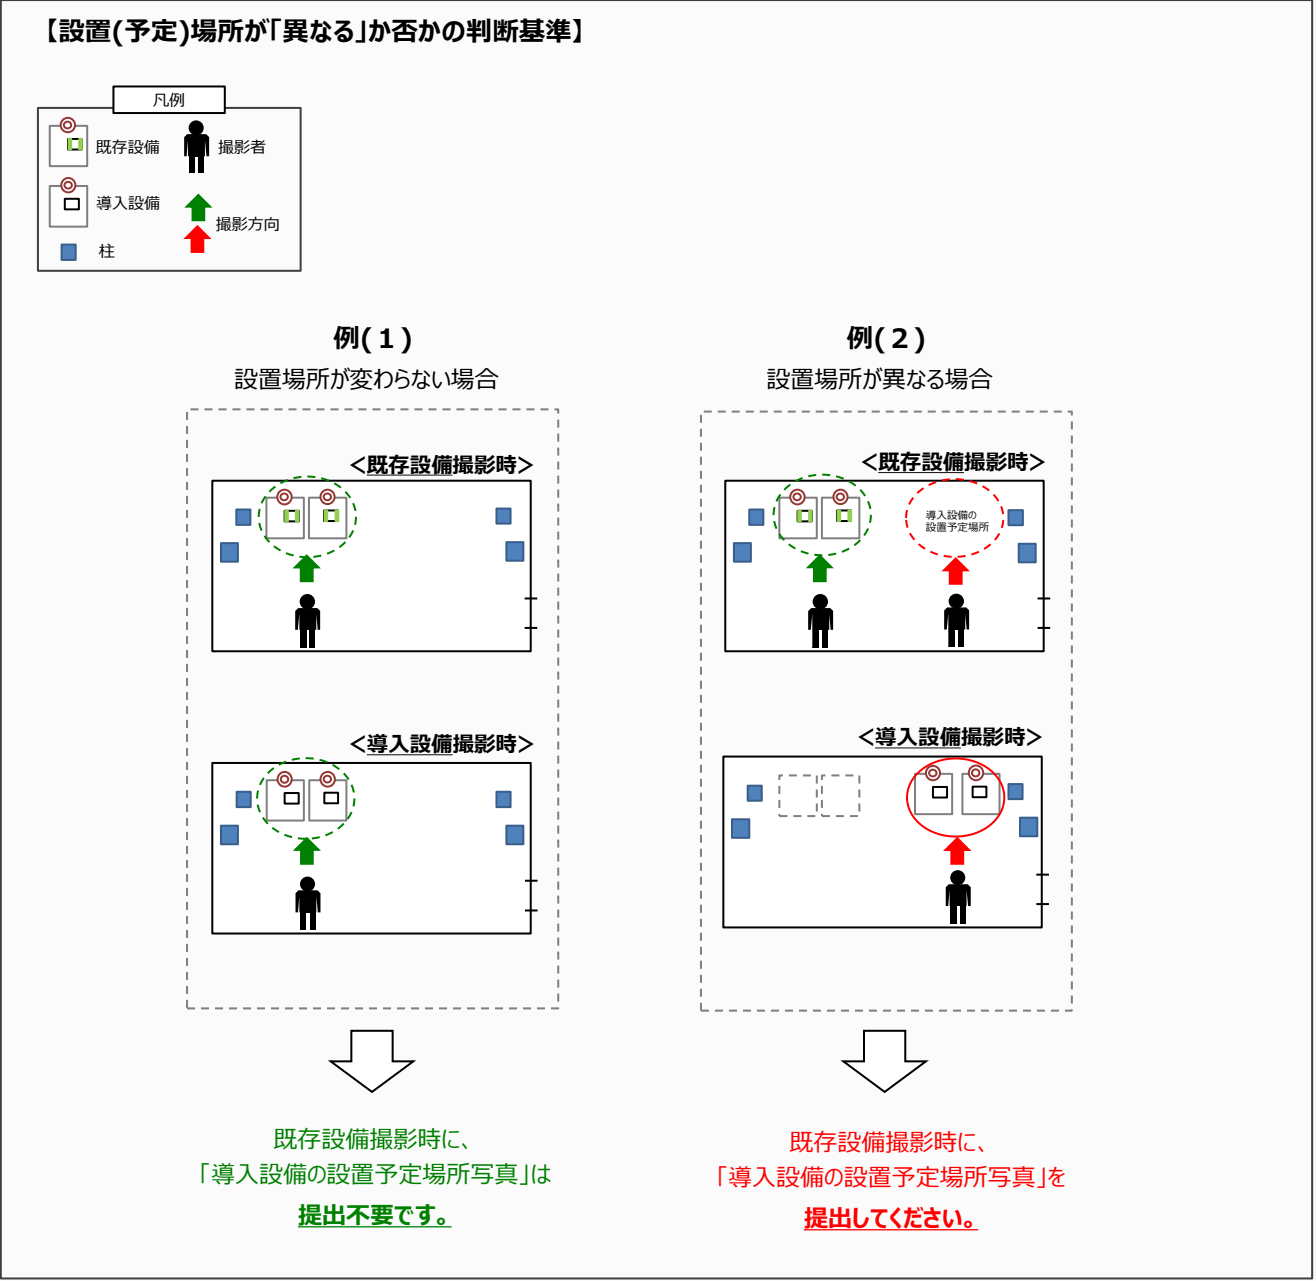 【設置(予定)場所が「異なる」か否かの判断基準】
凡例
既存設備
撮影者
導入設備
撮影方向
柱
例(１)
設置場所が変わらない場合
<既存設備撮影時>
<導入設備撮影時>
既存設備撮影時に、
「導入設備の設置予定場所写真」は
提出不要です。
例(２)
設置場所が異なる場合
<既存設備撮影時>
導入設備の
設置予定場所
<導入設備撮影時>
既存設備撮影時に、
「導入設備の設置予定場所写真」を
提出してください。